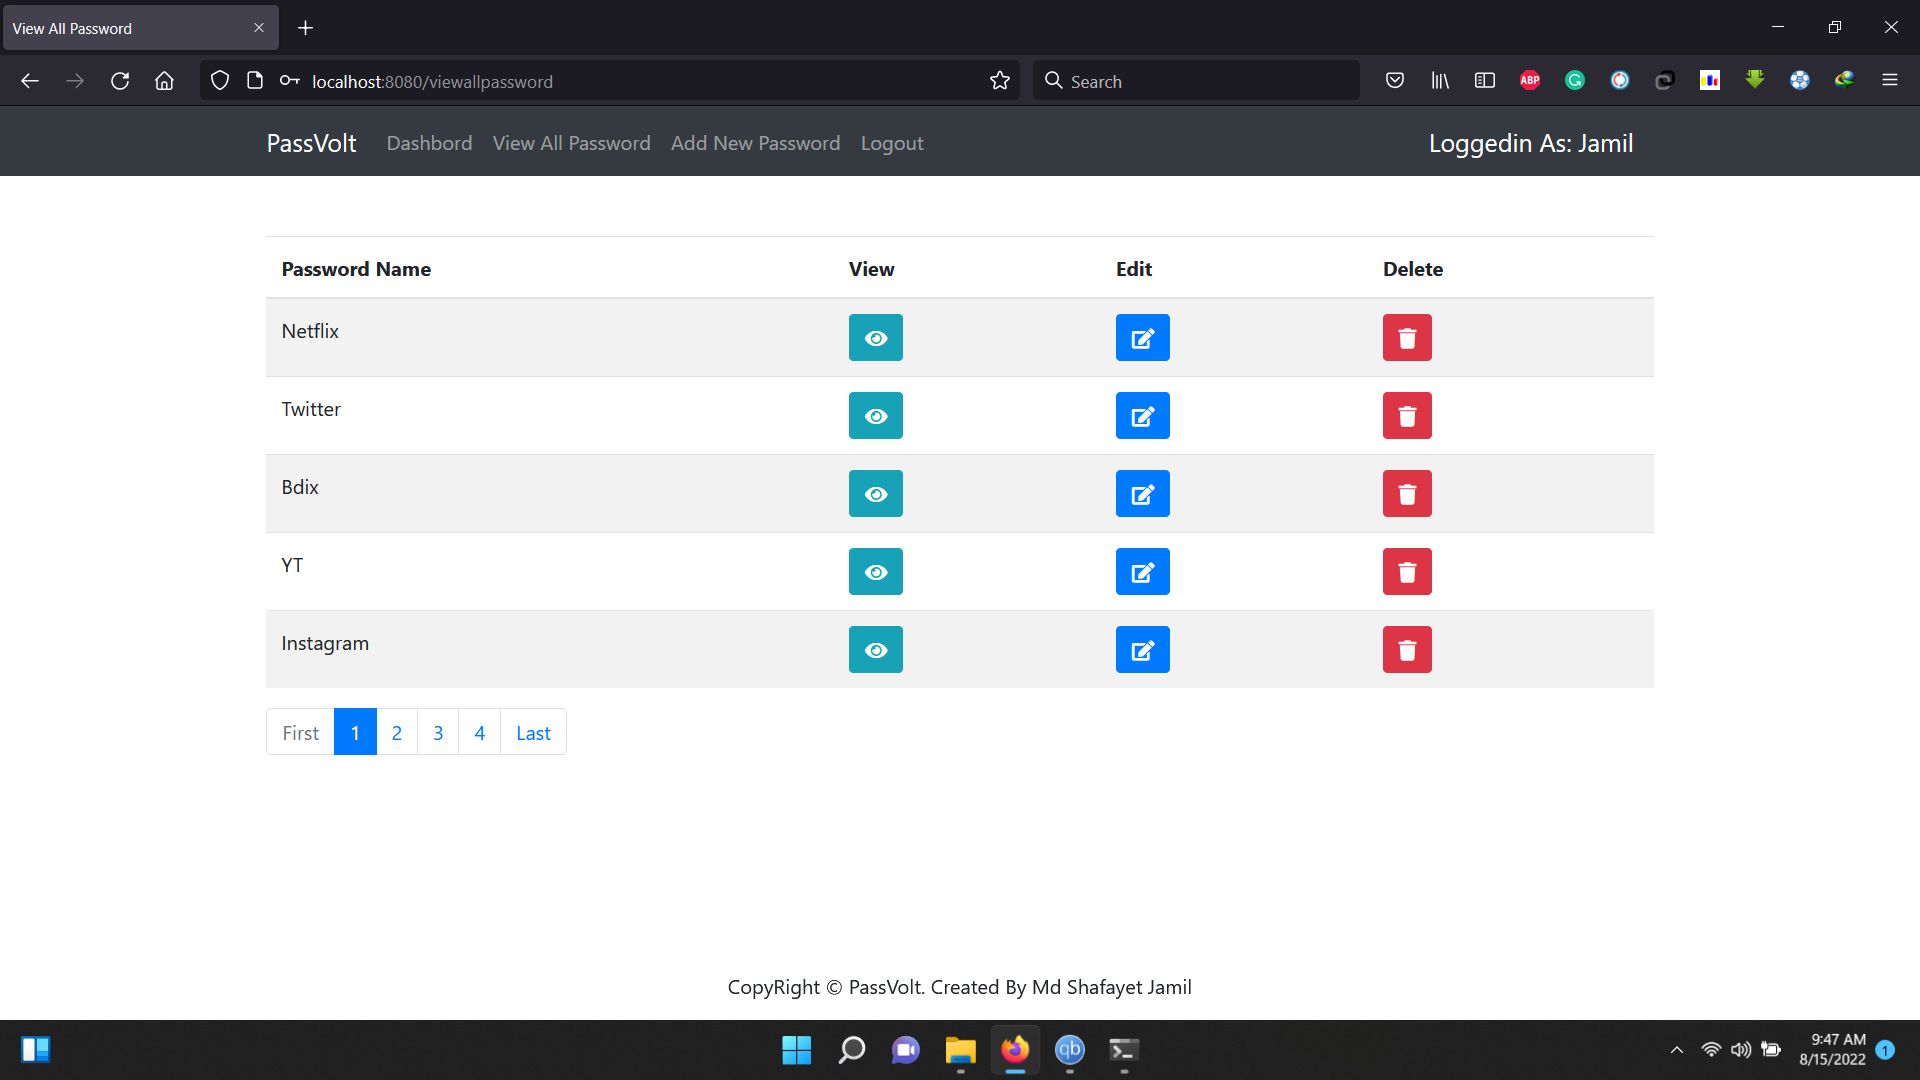 View All Password
localhost:8080/viewallpassword
Search
ABP
PassVolt Dashbord View All Password Add New Password Logout Loggedin As: Jamil
Password Name View Edit Delete
Netflix
Twitter
Bdix
YT
Instagram
First 1 2 3 4 Last
CopyRight © PassVolt. Created By Md Shafayet Jamil
qb
9:47 AM
8/15/2022
1